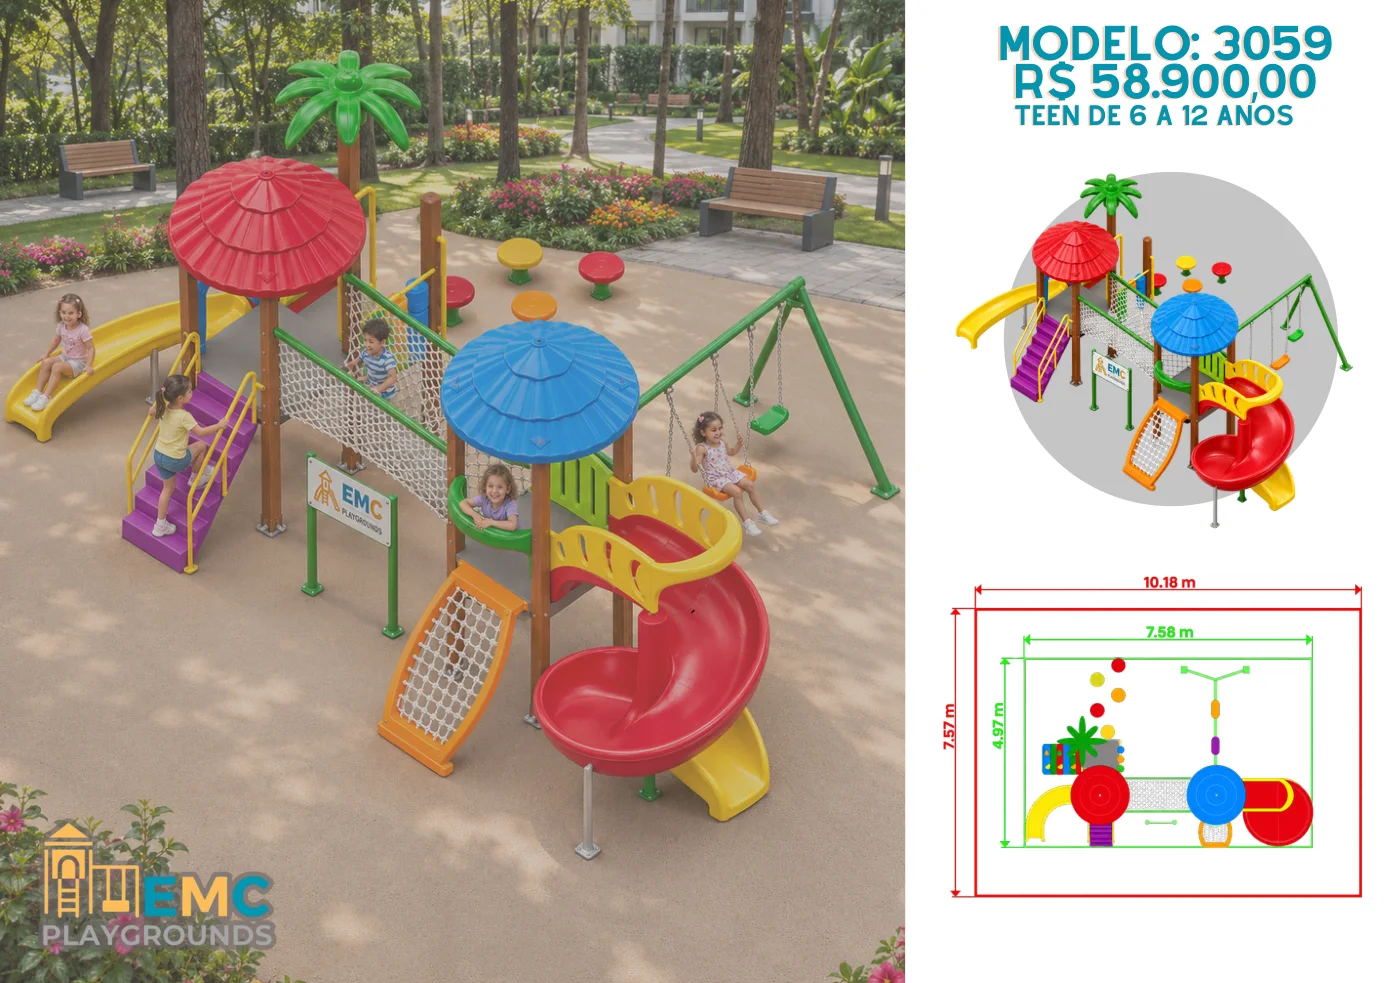 MODELO: 3059
R$ 58.900,00
TEEN DE 6 A 12 ANOS
EMC
PLAYGROUNDS
EMC
PLAYGROUNDS
EMC
10.18 m
7.58 m
7.57 m
4.97 m